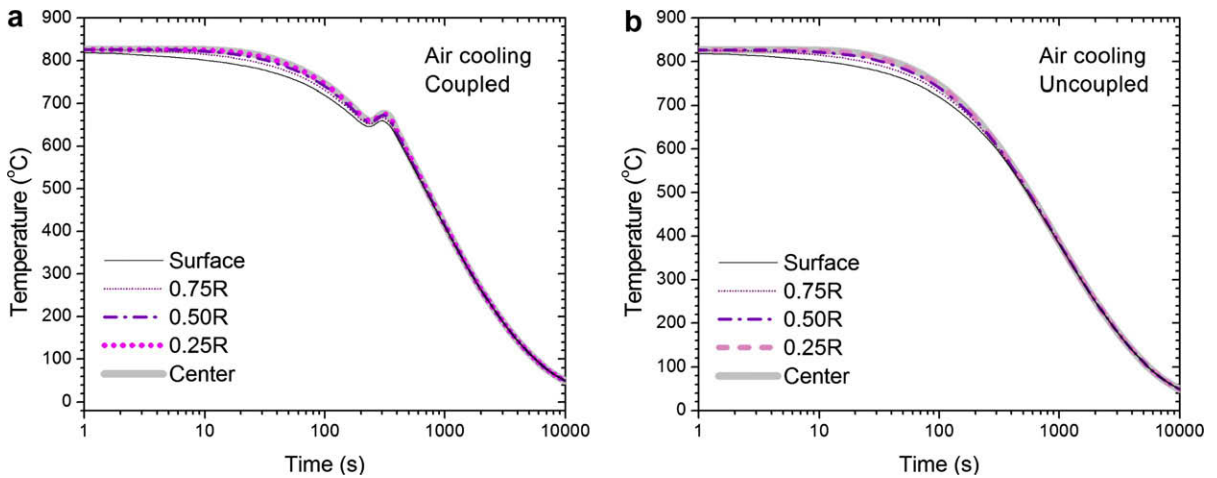 a
900
800
700
600
500
400
300
200
100
0
Temperature (°C)
Air cooling
Coupled
Surface
0.75R
0.50R
0.25R
Center
1
10
100
1000
10000
Time (s)
b
900
800
700
600
500
400
300
200
100
0
Temperature (°C)
Air cooling
Uncoupled
Surface
0.75R
0.50R
0.25R
Center
1
10
100
1000
10000
Time (s)